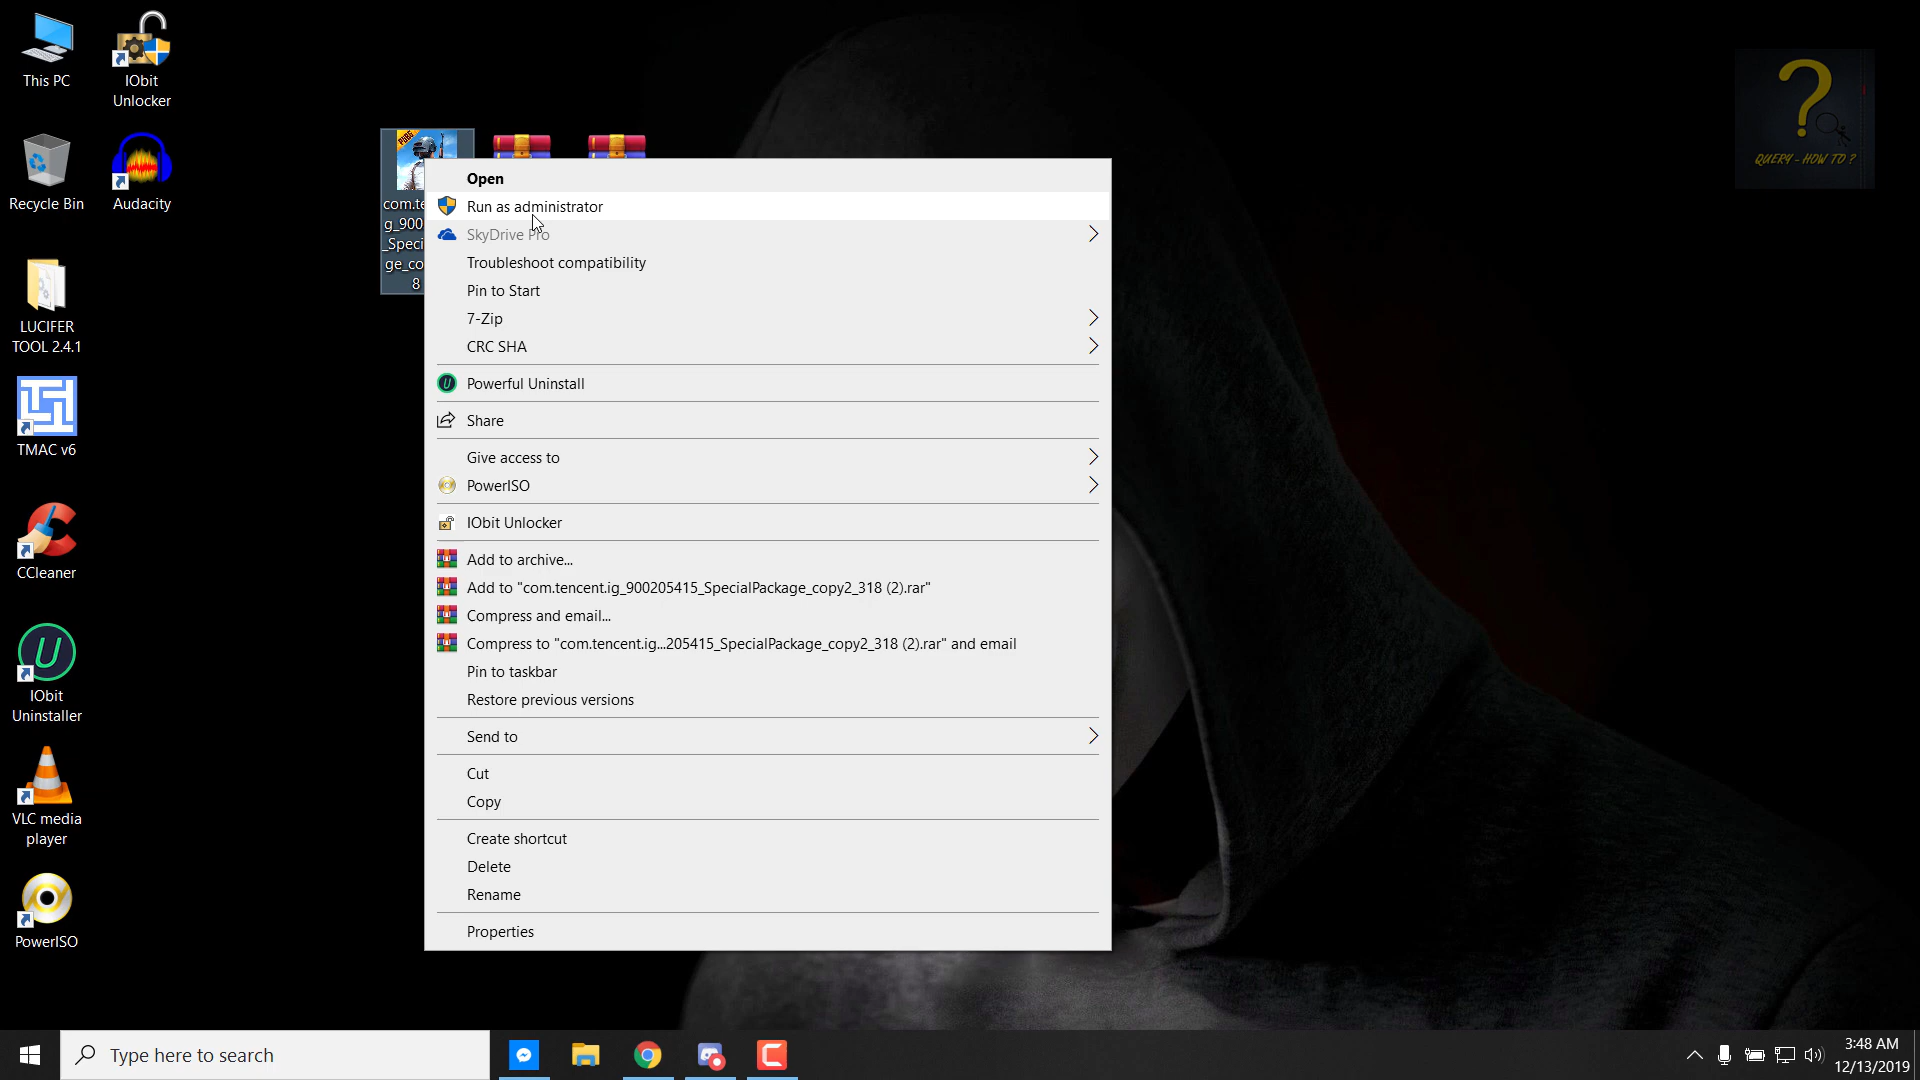 This PC
IObit
Unlocker
Recycle Bin
Audacity
LUCIFER
TOOL 2.4.1
TMAC v6
CCleaner
IObit
Uninstaller
VLC media
player
PowerISO
PUBG
com.te
g_900
_Speci
ge_co
8
Open
Run as administrator
SkyDrive Pro
Troubleshoot compatibility
Pin to Start
7-Zip
CRC SHA
Powerful Uninstall
Share
Give access to
PowerISO
IObit Unlocker
Add to archive...
Add to "com.tencent.ig_900205415_SpecialPackage_copy2_318 (2).rar"
Compress and email...
Compress to "com.tencent.ig...205415_SpecialPackage_copy2_318 (2).rar" and email
Pin to taskbar
Restore previous versions
Send to
Cut
Copy
Create shortcut
Delete
Rename
Properties
?
QUERY - HOW TO ?
Type here to search
3:48 AM
12/13/2019